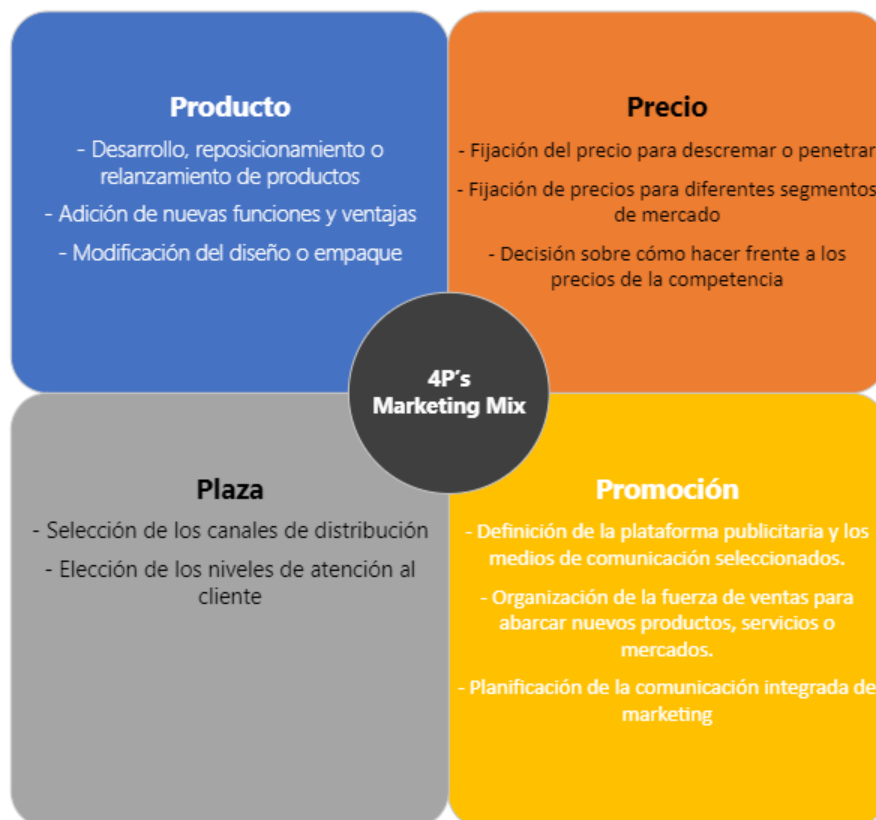 Producto
- Desarrollo, reposicionamiento o
relanzamiento de productos
- Adición de nuevas funciones y ventajas
- Modificación del diseño o empaque
Precio
- Fijación del precio para descremar o penetrar
- Fijación de precios para diferentes segmentos
de mercado
- Decisión sobre cómo hacer frente a los
precios de la competencia
4P's
Marketing Mix
Plaza
- Selección de los canales de distribución
- Elección de los niveles de atención al
cliente
Promoción
- Definición de la plataforma publicitaria y los
medios de comunicación seleccionados.
- Organización de la fuerza de ventas para
abarcar nuevos productos, servicios o
mercados.
- Planificación de la comunicación integrada de
marketing